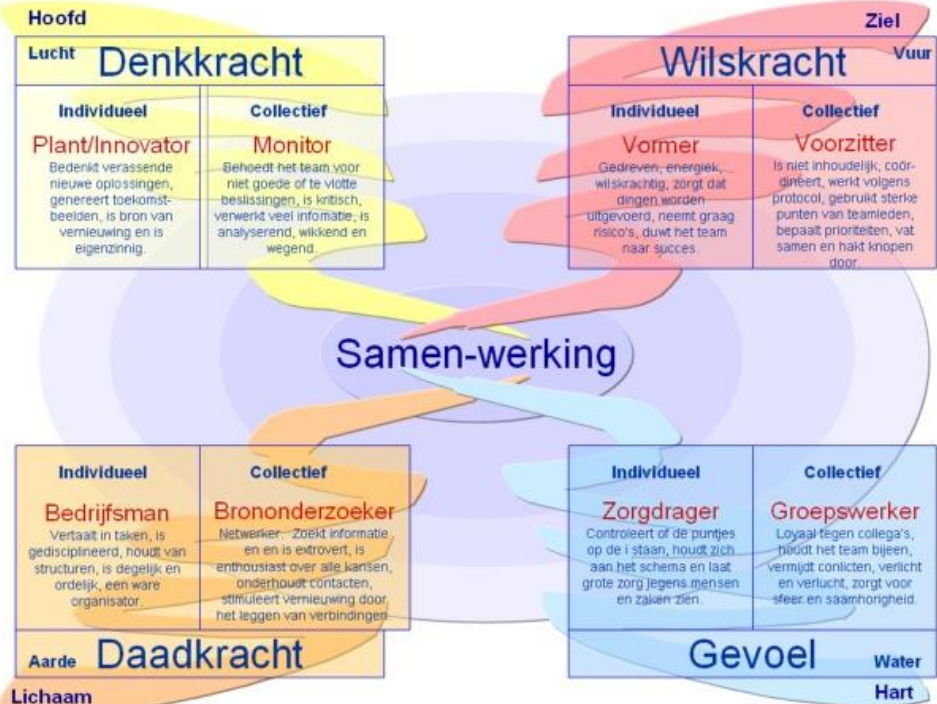 Hoofd
Lucht
Denkkracht
Individueel
Plant/Innovator
Bedenkt verassende
nieuwe oplossingen,
genereert toekomst-
beelden, is bron van
vernieuwing en is
eigenzinnig.
Collectief
Monitor
Behoedt het team voor
niet goede of te vlotte
beslissingen, is kritisch,
verwerkt veel infomatie, is
analyserend, wikkend en
wegend.
Ziel
Wilskracht
Vuur
Individueel
Vormer
Gedreven, energiek,
wilskrachtig, zorgt dat
dingen worden
uitgevoerd, neemt graag
risico's, duwt het team
naar succes.
Collectief
Voorzitter
Is niet inhoudelijk, coör-
dinéert, werkt volgens
protocol, gebruikt sterke
punten van teamleden,
bepaalt prioriteiten, vat
samen en hakt knopen
door.
Samen-werking
Individueel
Bedrijfsman
Vertaalt in taken, is
gedisciplineerd, houdt van
structuren, is degelijk en
ordelijk, een ware
organisator.
Collectief
Brononderzoeker
Netwerker. Zoekt informatie
en en is extrovert, is
enthousiast over alle kansen,
onderhoudt contacten,
stimuleert vernieuwing door
het leggen van verbindingen
Aarde
Daadkracht
Lichaam
Individueel
Zorgdrager
Controleert of de puntjes
op de i staan, houdt zich
aan het schema en laat
grote zorg jegens mensen
en zaken zien.
Collectief
Groepswerker
Loyaal tegen collega's,
houdt het team bijeen,
vermijdt conlicten, verlicht
en verlucht, zorgt voor
sfeer en saamhorigheid.
Gevoel
Water
Hart